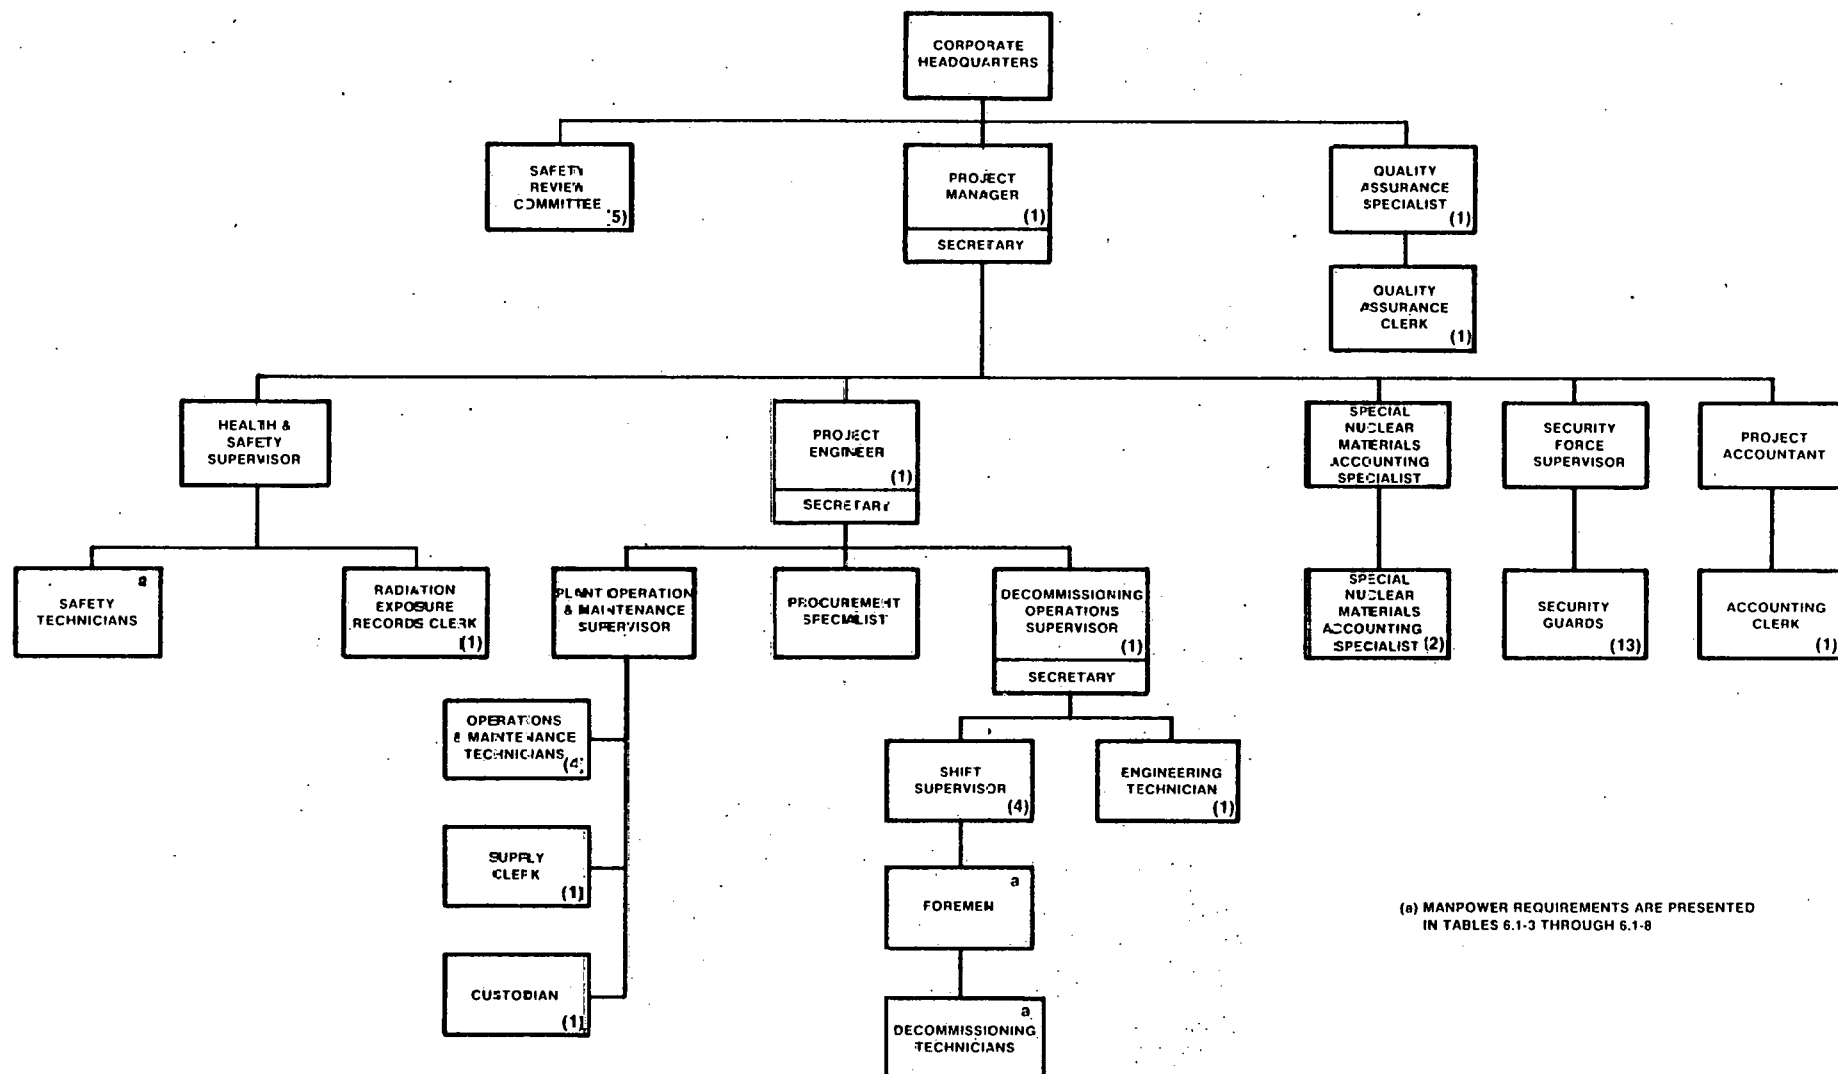 CORPORATE
HEADQUARTERS
SAFETY
REVIEW
COMMITTEE
(5)
PROJECT
MANAGER
(1)
SECRETARY
QUALITY
ASSURANCE
SPECIALIST
(1)
QUALITY
ASSURANCE
CLERK
(1)
HEALTH &
SAFETY
SUPERVISOR
PROJECT
ENGINEER
(1)
SECRETARY
SPECIAL
NUCLEAR
MATERIALS
ACCOUNTING
SPECIALIST
SECURITY
FORCE
SUPERVISOR
PROJECT
ACCOUNTANT
a
SAFETY
TECHNICIANS
RADIATION
EXPOSURE
RECORDS CLERK
(1)
PLANT OPERATION
& MAINTENANCE
SUPERVISOR
PROCUREMENT
SPECIALIST
DECOMMISSIONING
OPERATIONS
SUPERVISOR
(1)
SECRETARY
SPECIAL
NUCLEAR
MATERIALS
ACCOUNTING
SPECIALIST (2)
SECURITY
GUARDS
(13)
ACCOUNTING
CLERK
(1)
OPERATIONS
& MAINTENANCE
TECHNICIANS
(4)
SHIFT
SUPERVISOR
(4)
ENGINEERING
TECHNICIAN
(1)
SUPPLY
CLERK
(1)
a
FOREMEN
(a) MANPOWER REQUIREMENTS ARE PRESENTED
IN TABLES 6.1-3 THROUGH 6.1-8
CUSTODIAN
(1)
a
DECOMMISSIONING
TECHNICIANS